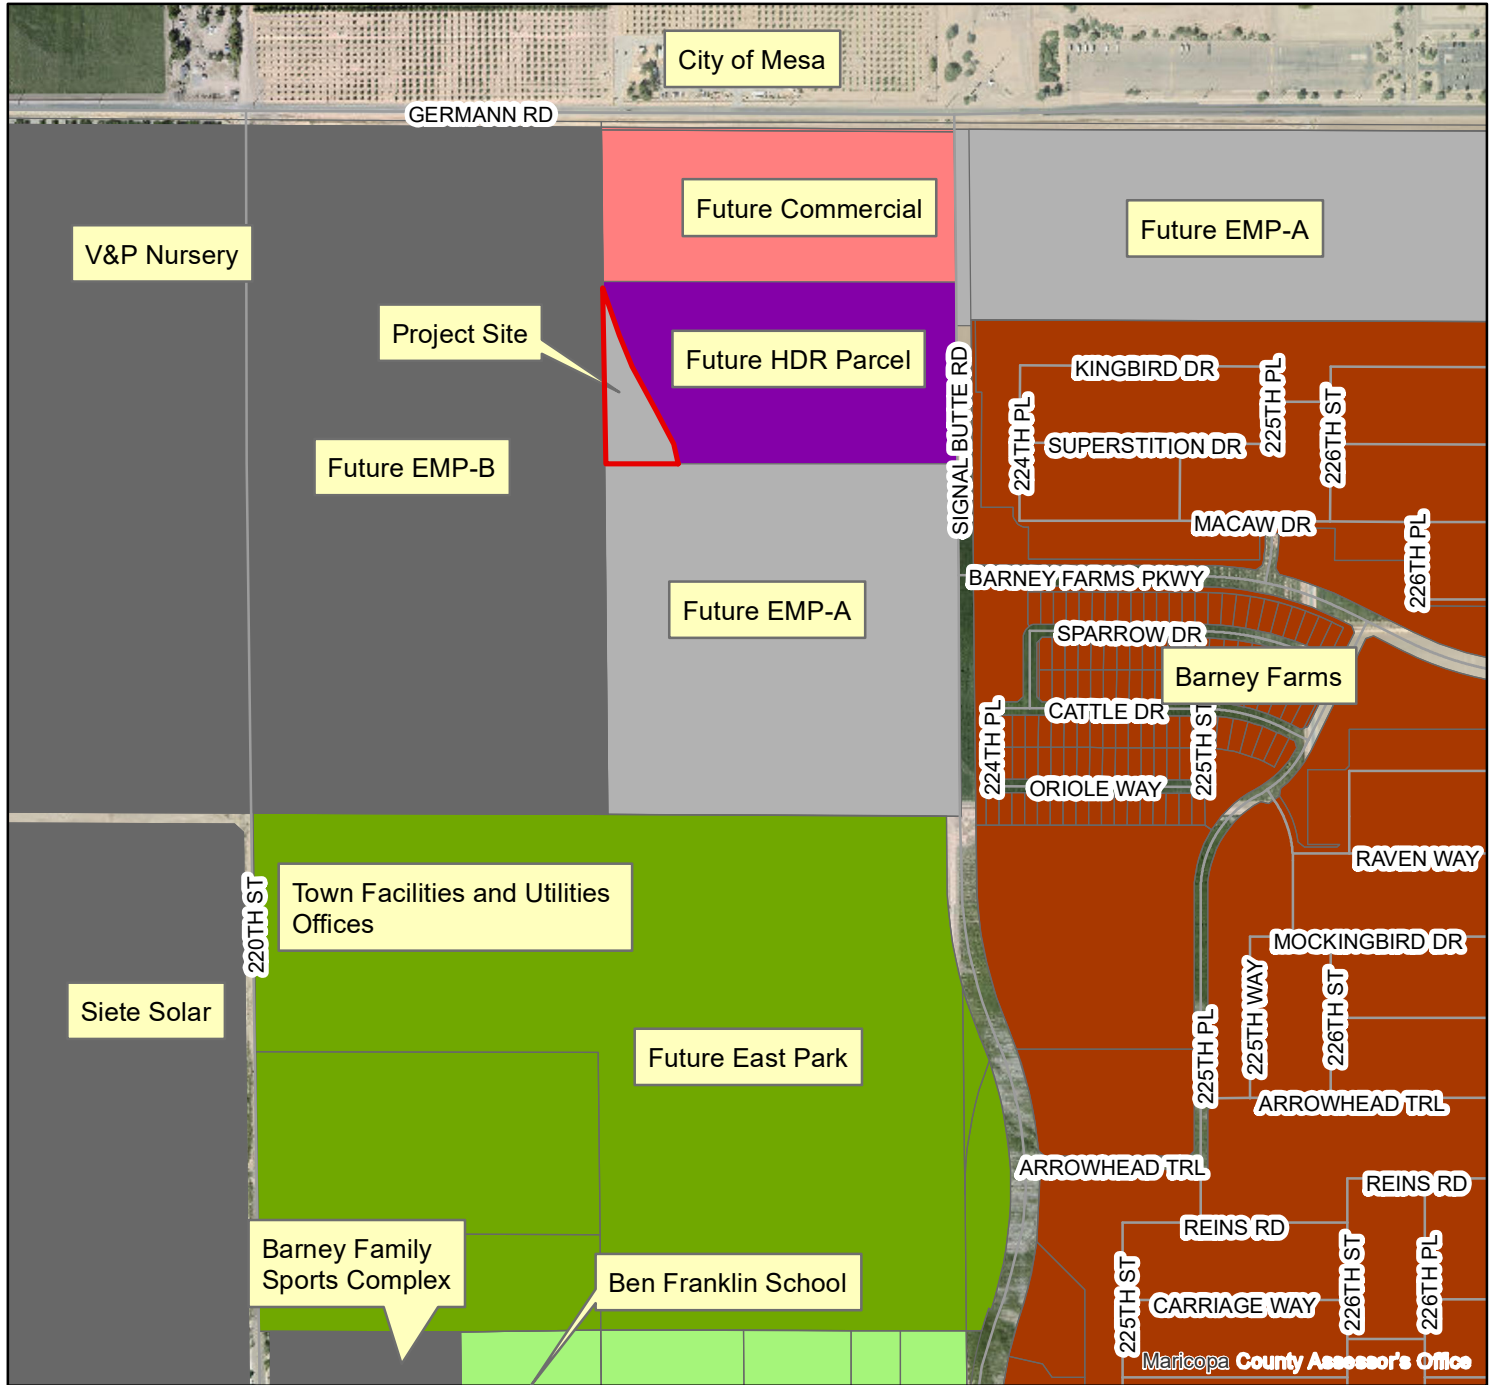 City of Mesa
GERMANN RD
Future Commercial
V&P Nursery
Future EMP-A
Project Site
Future HDR Parcel
SIGNAL BUTTE RD
KINGBIRD DR
225TH PL
226TH ST
224TH PL
SUPERSTITION DR
Future EMP-B
MACAW DR
226TH PL
BARNEY FARMS PKWY
Future EMP-A
SPARROW DR
Barney Farms
224TH PL
CATTLE DR
225TH ST
ORIOLE WAY
RAVEN WAY
Town Facilities and Utilities
Offices
220TH ST
MOCKINGBIRD DR
Siete Solar
225TH WAY
226TH ST
225TH PL
Future East Park
ARROWHEAD TRL
ARROWHEAD TRL
REINS RD
REINS RD
Barney Family
Sports Complex
Ben Franklin School
225TH ST
CARRIAGE WAY
226TH ST
226TH PL
Maricopa County Assessor's Office